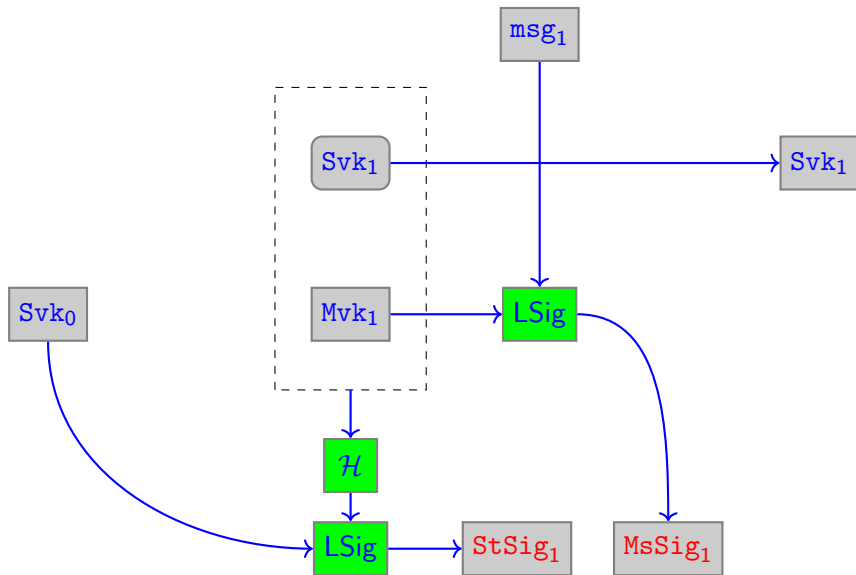 msg₁
Svk₁
Svk₁
Svk₀
Mvk₁
LSig
ℋ
LSig
StSig₁
MsSig₁